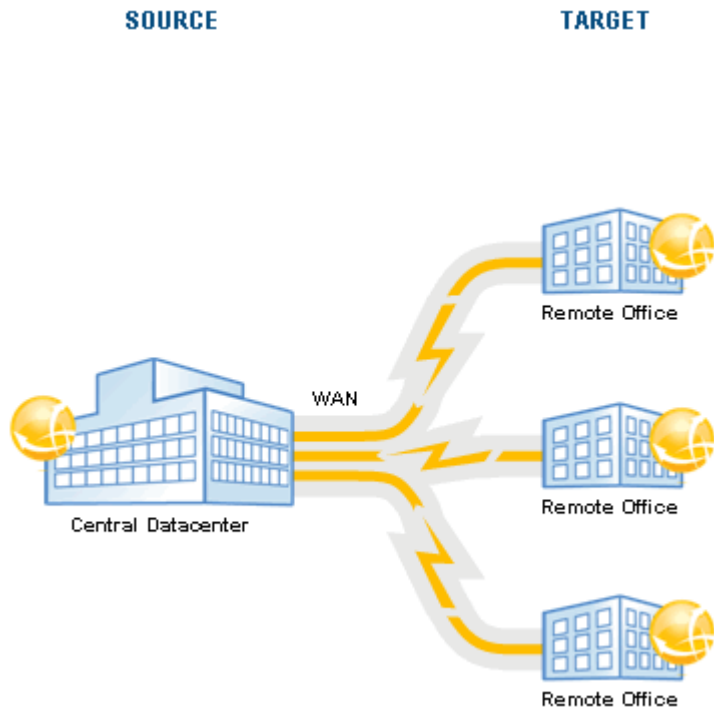 SOURCE
TARGET
Remote Office
WAN
Central Datacenter
Remote Office
Remote Office